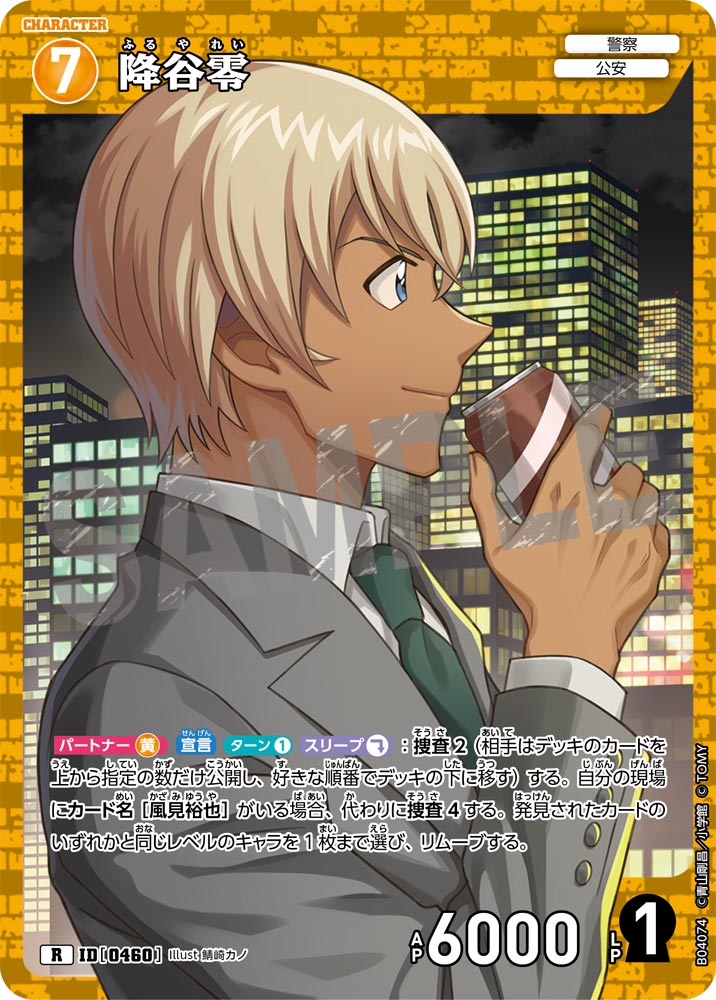 CHARACTER
7
ふるやれい
降谷零
警察
公安
SAMPLE
パートナー 黄 宣言 ターン 1 スリープ : 捜査2(相手はデッキのカードを
上から指定の数だけ公開し、好きな順番でデッキの下に移す)する。自分の現場
にカード名[風見裕也]がいる場合、代わりに捜査4する。発見されたカードの
いずれかと同じレベルのキャラを1枚まで選び、リムーブする。
R ID[0460] Illust 鯖崎カノ
AP 6000
LP 1
B04074 ©青山剛昌/小学館 ©TOMY